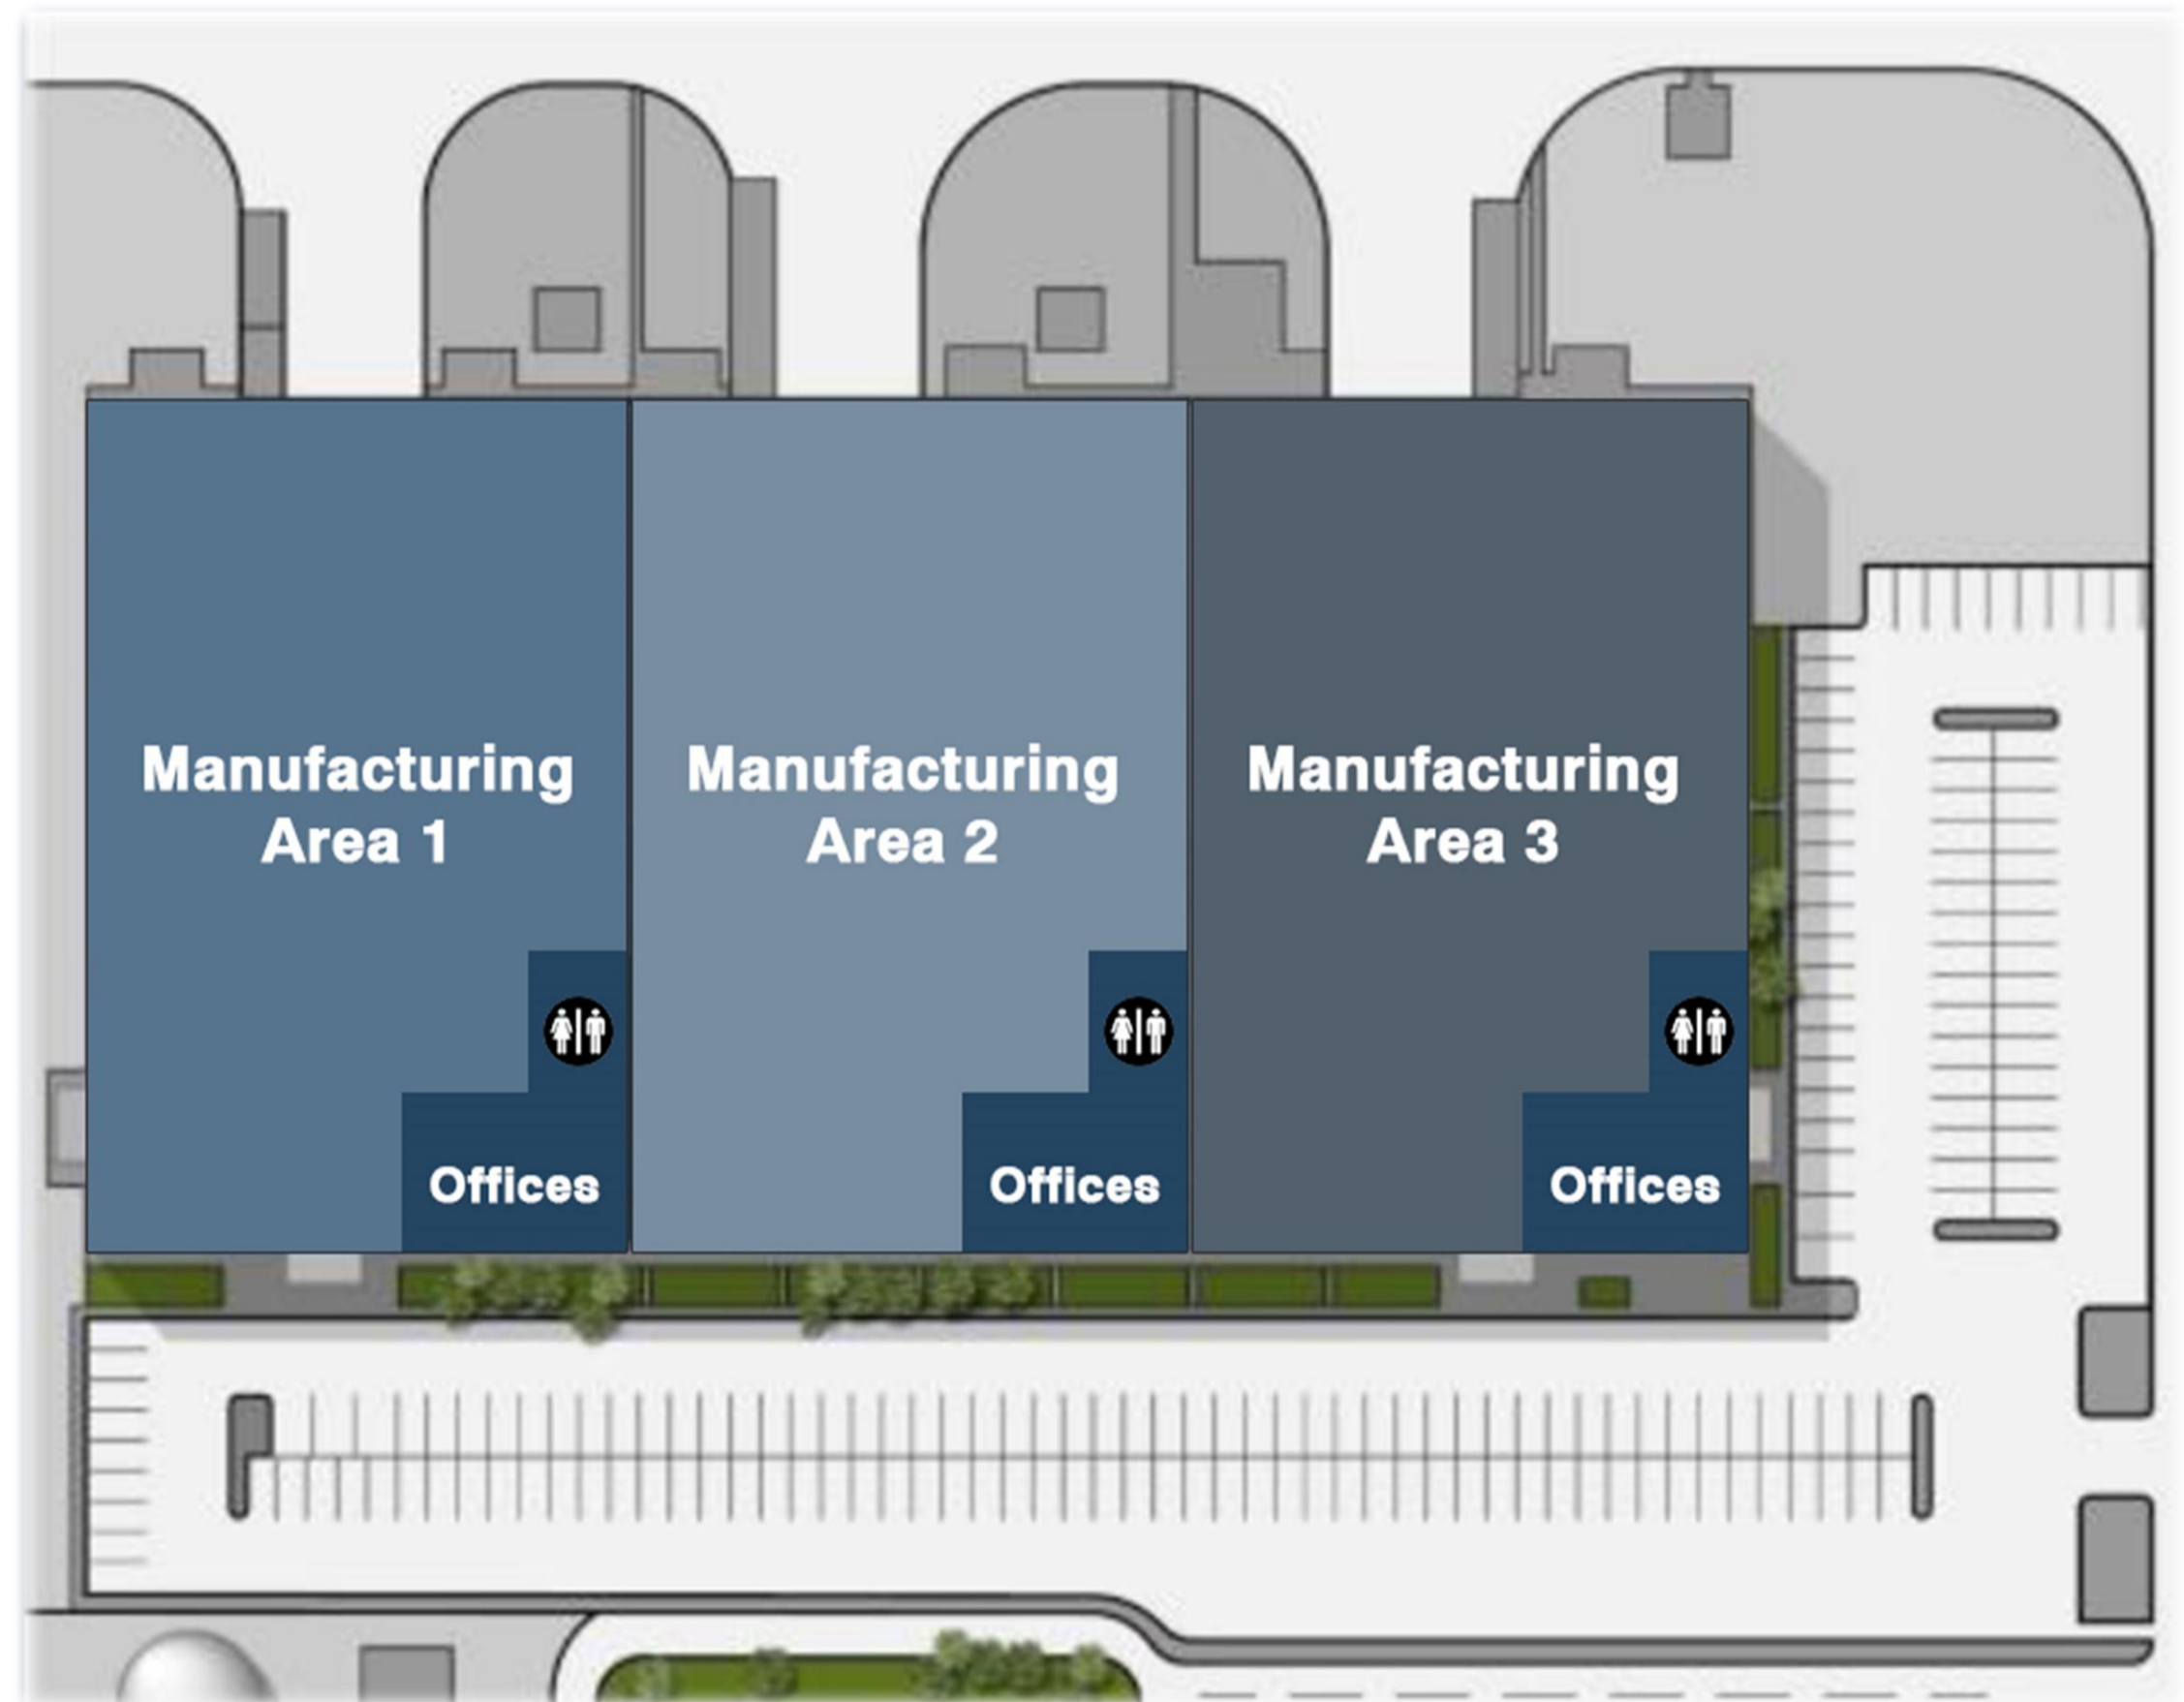 Manufacturing
Area 1
Manufacturing
Area 2
Manufacturing
Area 3
Offices
Offices
Offices